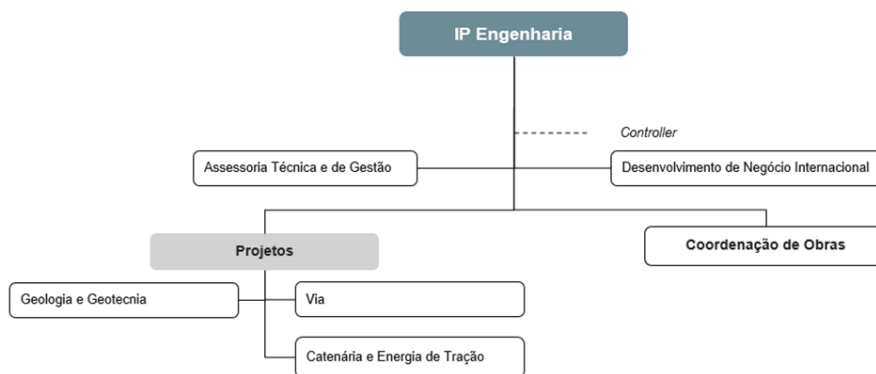 IP Engenharia
Controller
Assessoria Técnica e de Gestão
Desenvolvimento de Negócio Internacional
Projetos
Coordenação de Obras
Geologia e Geotecnia
Via
Catenária e Energia de Tração